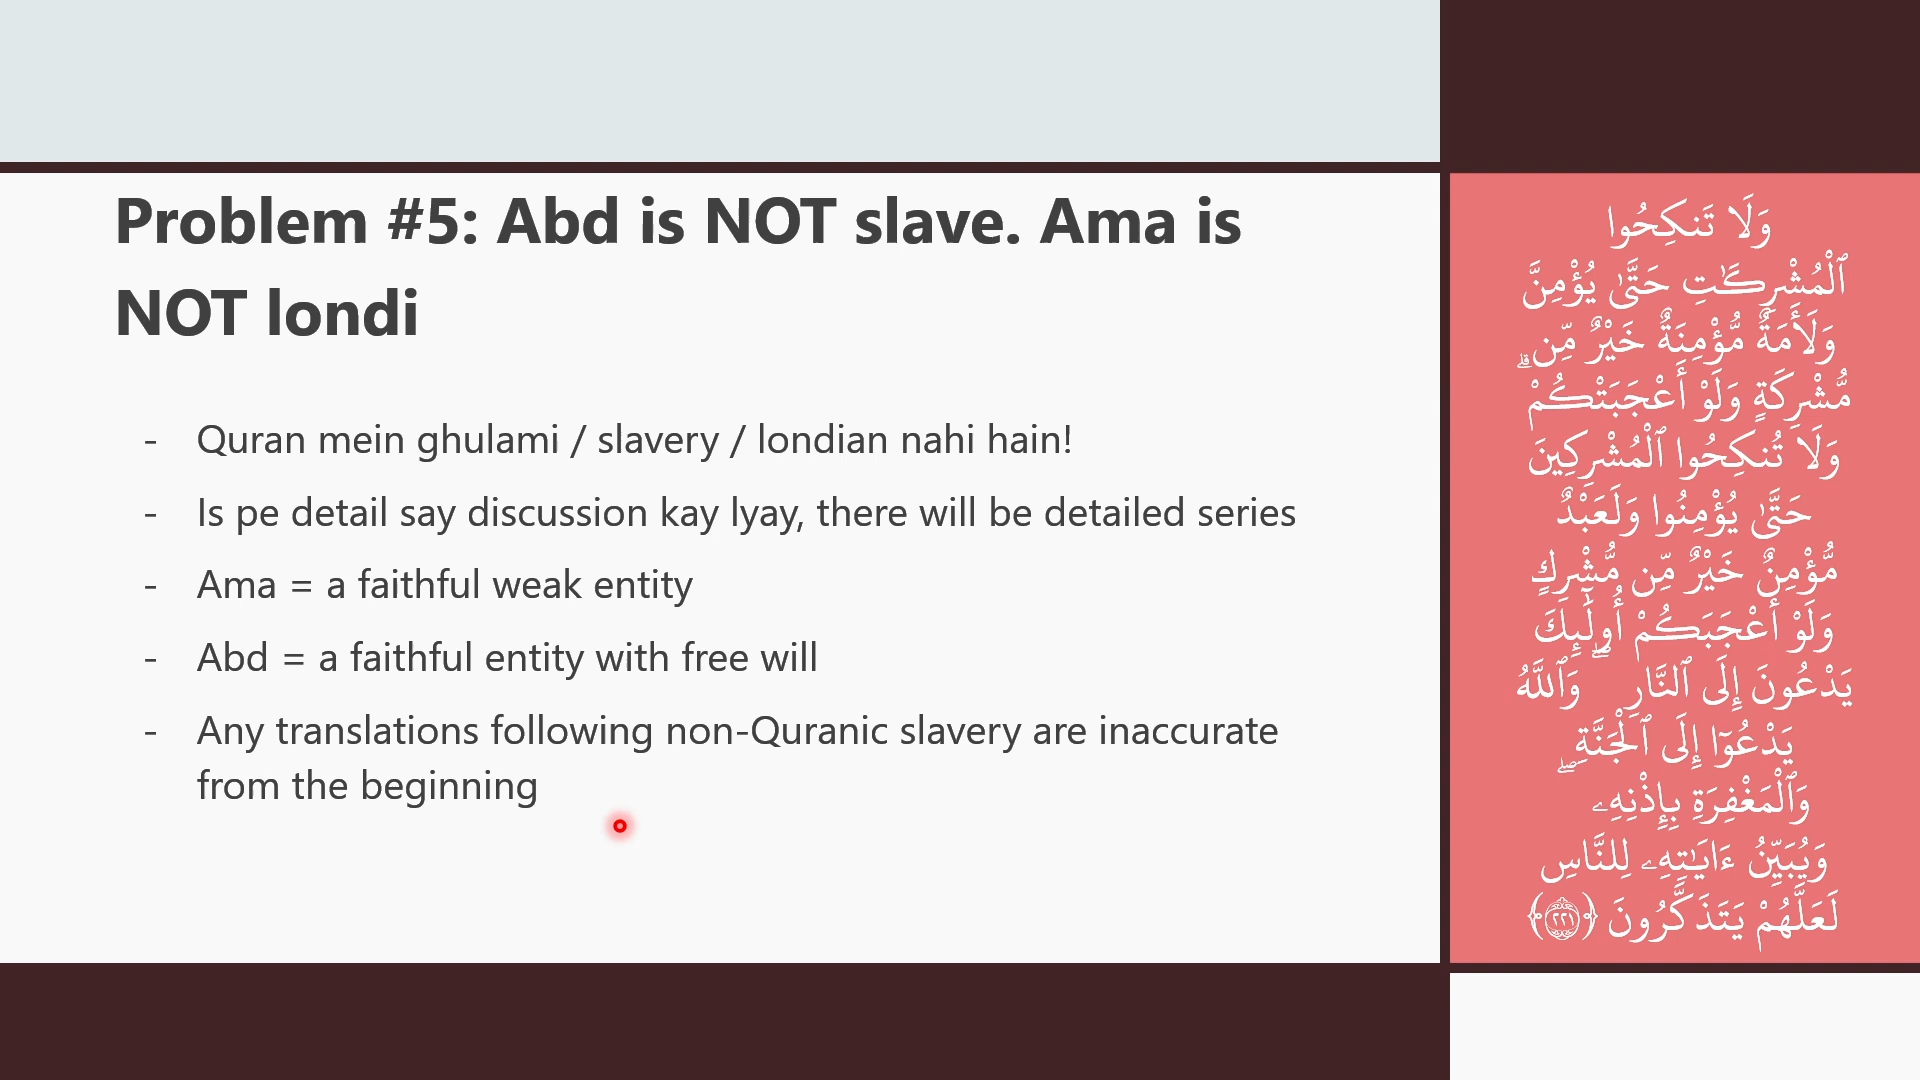 Problem #5: Abd is NOT slave. Ama is
NOT londi
- Quran mein ghulami / slavery / londian nahi hain!
- Is pe detail say discussion kay lyay, there will be detailed series
- Ama = a faithful weak entity
- Abd = a faithful entity with free will
- Any translations following non-Quranic slavery are inaccurate
from the beginning
وَلَا تَنكِحُوا
ٱلْمُشْرِكَـٰتِ حَتَّىٰ يُؤْمِنَّ ۚ
وَلَأَمَةٌ مُّؤْمِنَةٌ خَيْرٌ مِّن
مُّشْرِكَةٍ وَلَوْ أَعْجَبَتْكُمْ ۗ
وَلَا تُنكِحُوا ٱلْمُشْرِكِينَ
حَتَّىٰ يُؤْمِنُوا وَلَعَبْدٌ
مُّؤْمِنٌ خَيْرٌ مِّن مُّشْرِكٍ
وَلَوْ أَعْجَبَكُمْ أُولَـٰٓئِكَ
يَدْعُونَ إِلَى ٱلنَّارِ ۖ وَٱللَّهُ
يَدْعُوٓا إِلَى ٱلْجَنَّةِ
وَٱلْمَغْفِرَةِ بِإِذْنِهِۦ ۖ
وَيُبَيِّنُ ءَايَـٰتِهِۦ لِلنَّاسِ
لَعَلَّهُمْ يَتَذَكَّرُونَ ﴿٢٢١﴾